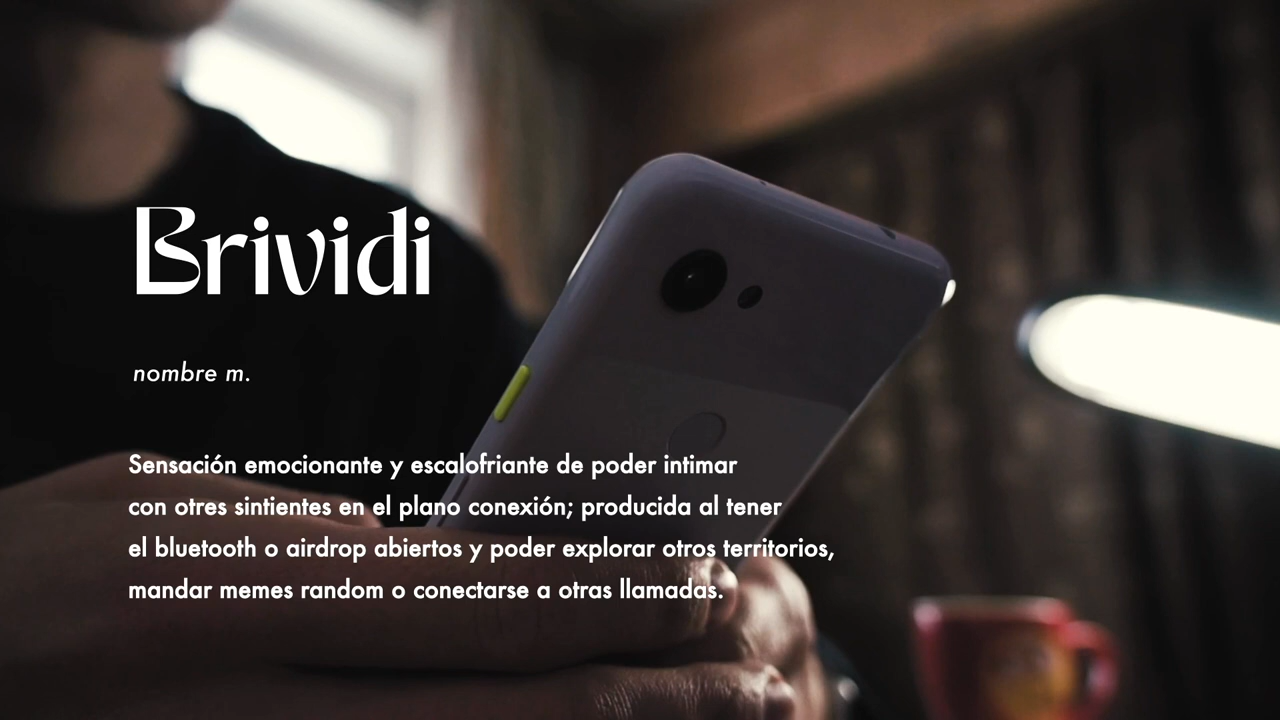 Brividi
nombre m.
Sensación emocionante y escalofriante de poder intimar
con otres sintientes en el plano conexión; producida al tener
el bluetooth o airdrop abiertos y poder explorar otros territorios,
mandar memes random o conectarse a otras llamadas.